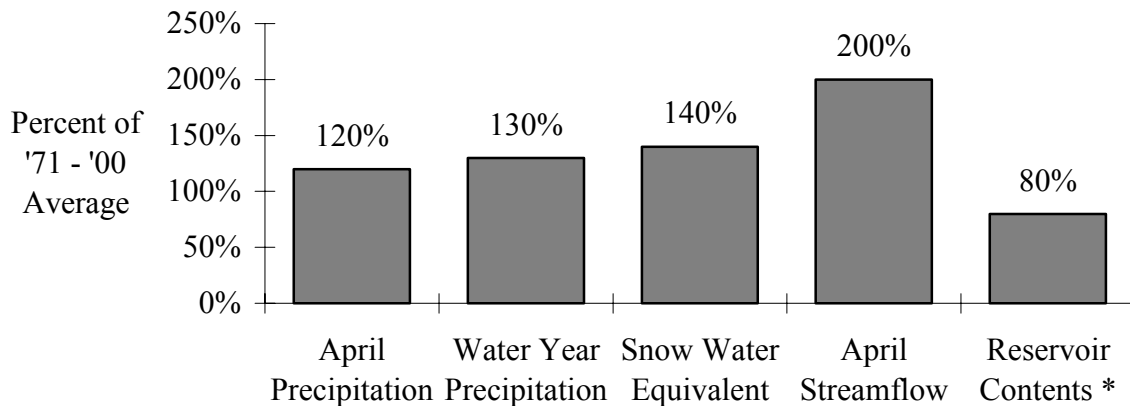 250%
200%
150%
100%
50%
0%
Percent of
'71 - '00
Average
120%
130%
140%
200%
80%
April
Precipitation
Water Year
Precipitation
Snow Water
Equivalent
April
Streamflow
Reservoir
Contents *